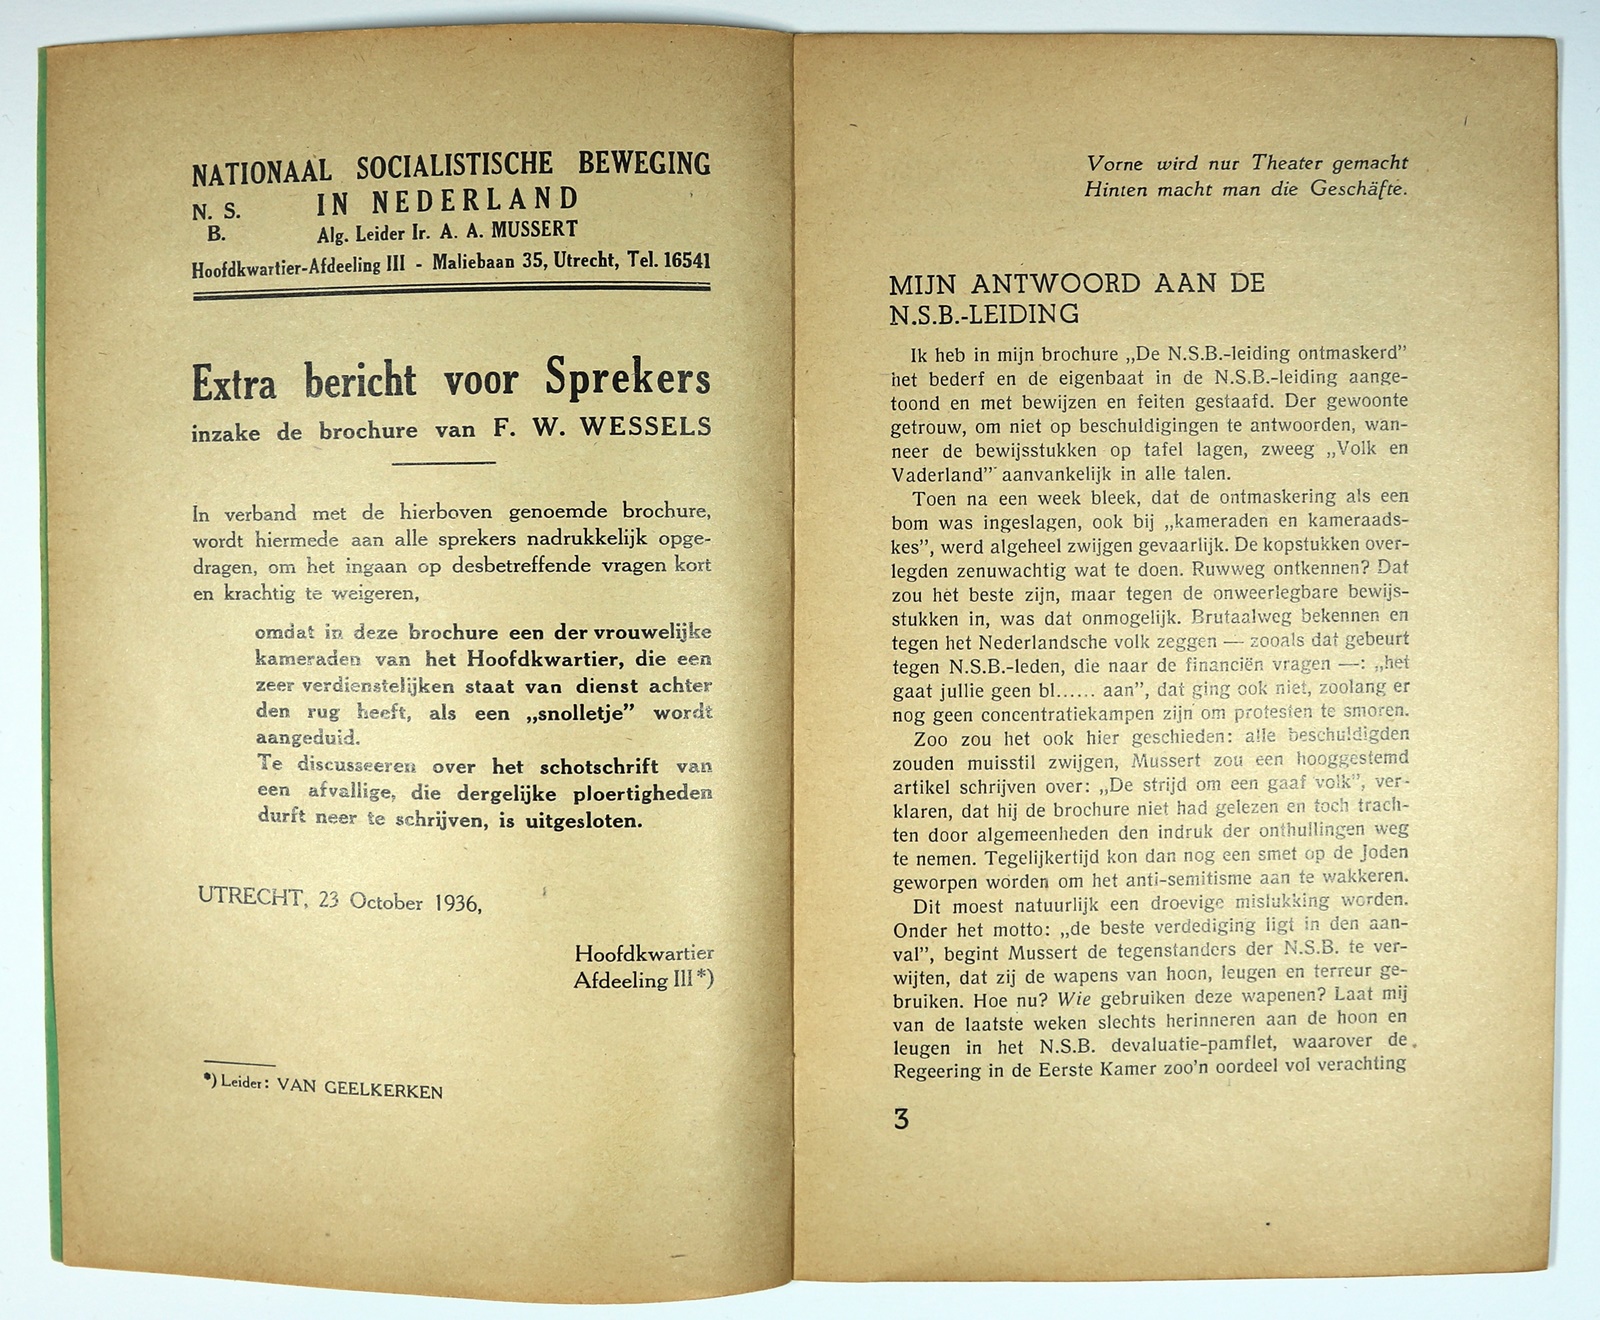 NATIONAAL SOCIALISTISCHE BEWEGING
IN NEDERLAND
N. S.
B.
Alg. Leider Ir. A. A. MUSSERT
Hoofdkwartier-Afdeeling III - Maliebaan 35, Utrecht, Tel. 16541
Extra bericht voor Sprekers
inzake de brochure van F. W. WESSELS
In verband met de hierboven genoemde brochure,
wordt hiermede aan alle sprekers nadrukkelijk opge-
dragen, om het ingaan op desbetreffende vragen kort
en krachtig te weigeren,
omdat in deze brochure een der vrouwelijke
kameraden van het Hoofdkwartier, die een
zeer verdienstelijken staat van dienst achter
den rug heeft, als een „snolletje” wordt
aangeduid.
Te discusseeren over het schotschrift van
een afvallige, die dergelijke ploertigheden
durft neer te schrijven, is uitgesloten.
UTRECHT, 23 October 1936,
Hoofdkwartier
Afdeeling III*)
*) Leider: VAN GEELKERKEN
Vorne wird nur Theater gemacht
Hinten macht man die Geschäfte.
MIJN ANTWOORD AAN DE
N.S.B.-LEIDING
Ik heb in mijn brochure „De N.S.B.-leiding ontmaskerd”
het bederf en de eigenbaat in de N.S.B.-leiding aange-
toond en met bewijzen en feiten gestaafd. Der gewoonte
getrouw, om niet op beschuldigingen te antwoorden, wan-
neer de bewijsstukken op tafel lagen, zweeg „Volk en
Vaderland” aanvankelijk in alle talen.
Toen na een week bleek, dat de ontmaskering als een
bom was ingeslagen, ook bij „kameraden en kameraads-
kes”, werd algeheel zwijgen gevaarlijk. De kopstukken over-
legden zenuwachtig wat te doen. Ruwweg ontkennen? Dat
zou hét beste zijn, maar tegen de onweerlegbare bewijs-
stukken in, was dat onmogelijk. Brutaalweg bekennen en
tegen het Nederlandsche volk zeggen — zooals dat gebeurt
tegen N.S.B.-leden, die naar de financiën vragen —: „het
gaat jullie geen bl...... aan”, dat ging ook niet, zoolang er
nog geen concentratiekampen zijn om protesten te smoren.
Zoo zou het ook hier geschieden: alle beschuldigden
zouden muisstil zwijgen, Mussert zou een hooggestemd
artikel schrijven over: „De strijd om een gaaf volk”, ver-
klaren, dat hij de brochure niet had gelezen en toch trach-
ten door algemeenheden den indruk der onthullingen weg
te nemen. Tegelijkertijd kon dan nog een smet op de Joden
geworpen worden om het anti-semitisme aan te wakkeren.
Dit moest natuurlijk een droevige mislukking worden.
Onder het motto: „de beste verdediging ligt in den aan-
val”, begint Mussert de tegenstanders der N.S.B. te ver-
wijten, dat zij de wapens van hoon, leugen en terreur ge-
bruiken. Hoe nu? Wie gebruiken deze wapenen? Laat mij
van de laatste weken slechts herinneren aan de hoon en
leugen in het N.S.B. devaluatie-pamflet, waarover de
Regeering in de Eerste Kamer zoo'n oordeel vol verachting
3